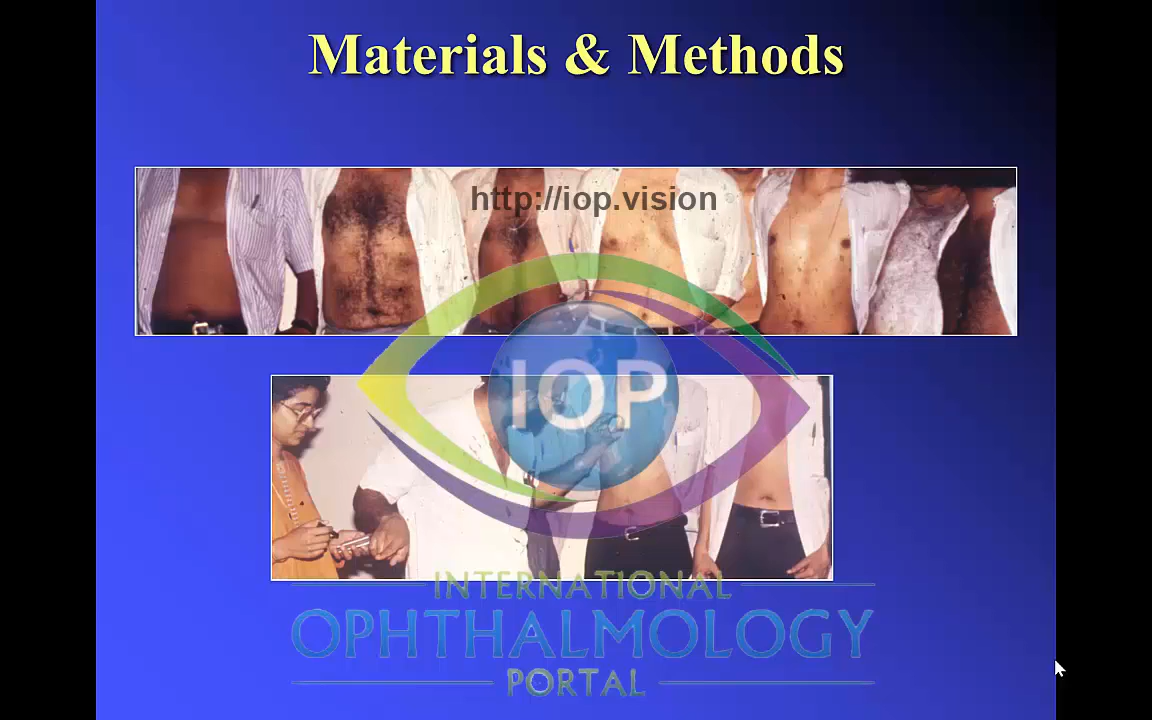 Materials & Methods
http://iop.vision
IOP
INTERNATIONAL
OPHTHALMOLOGY
PORTAL